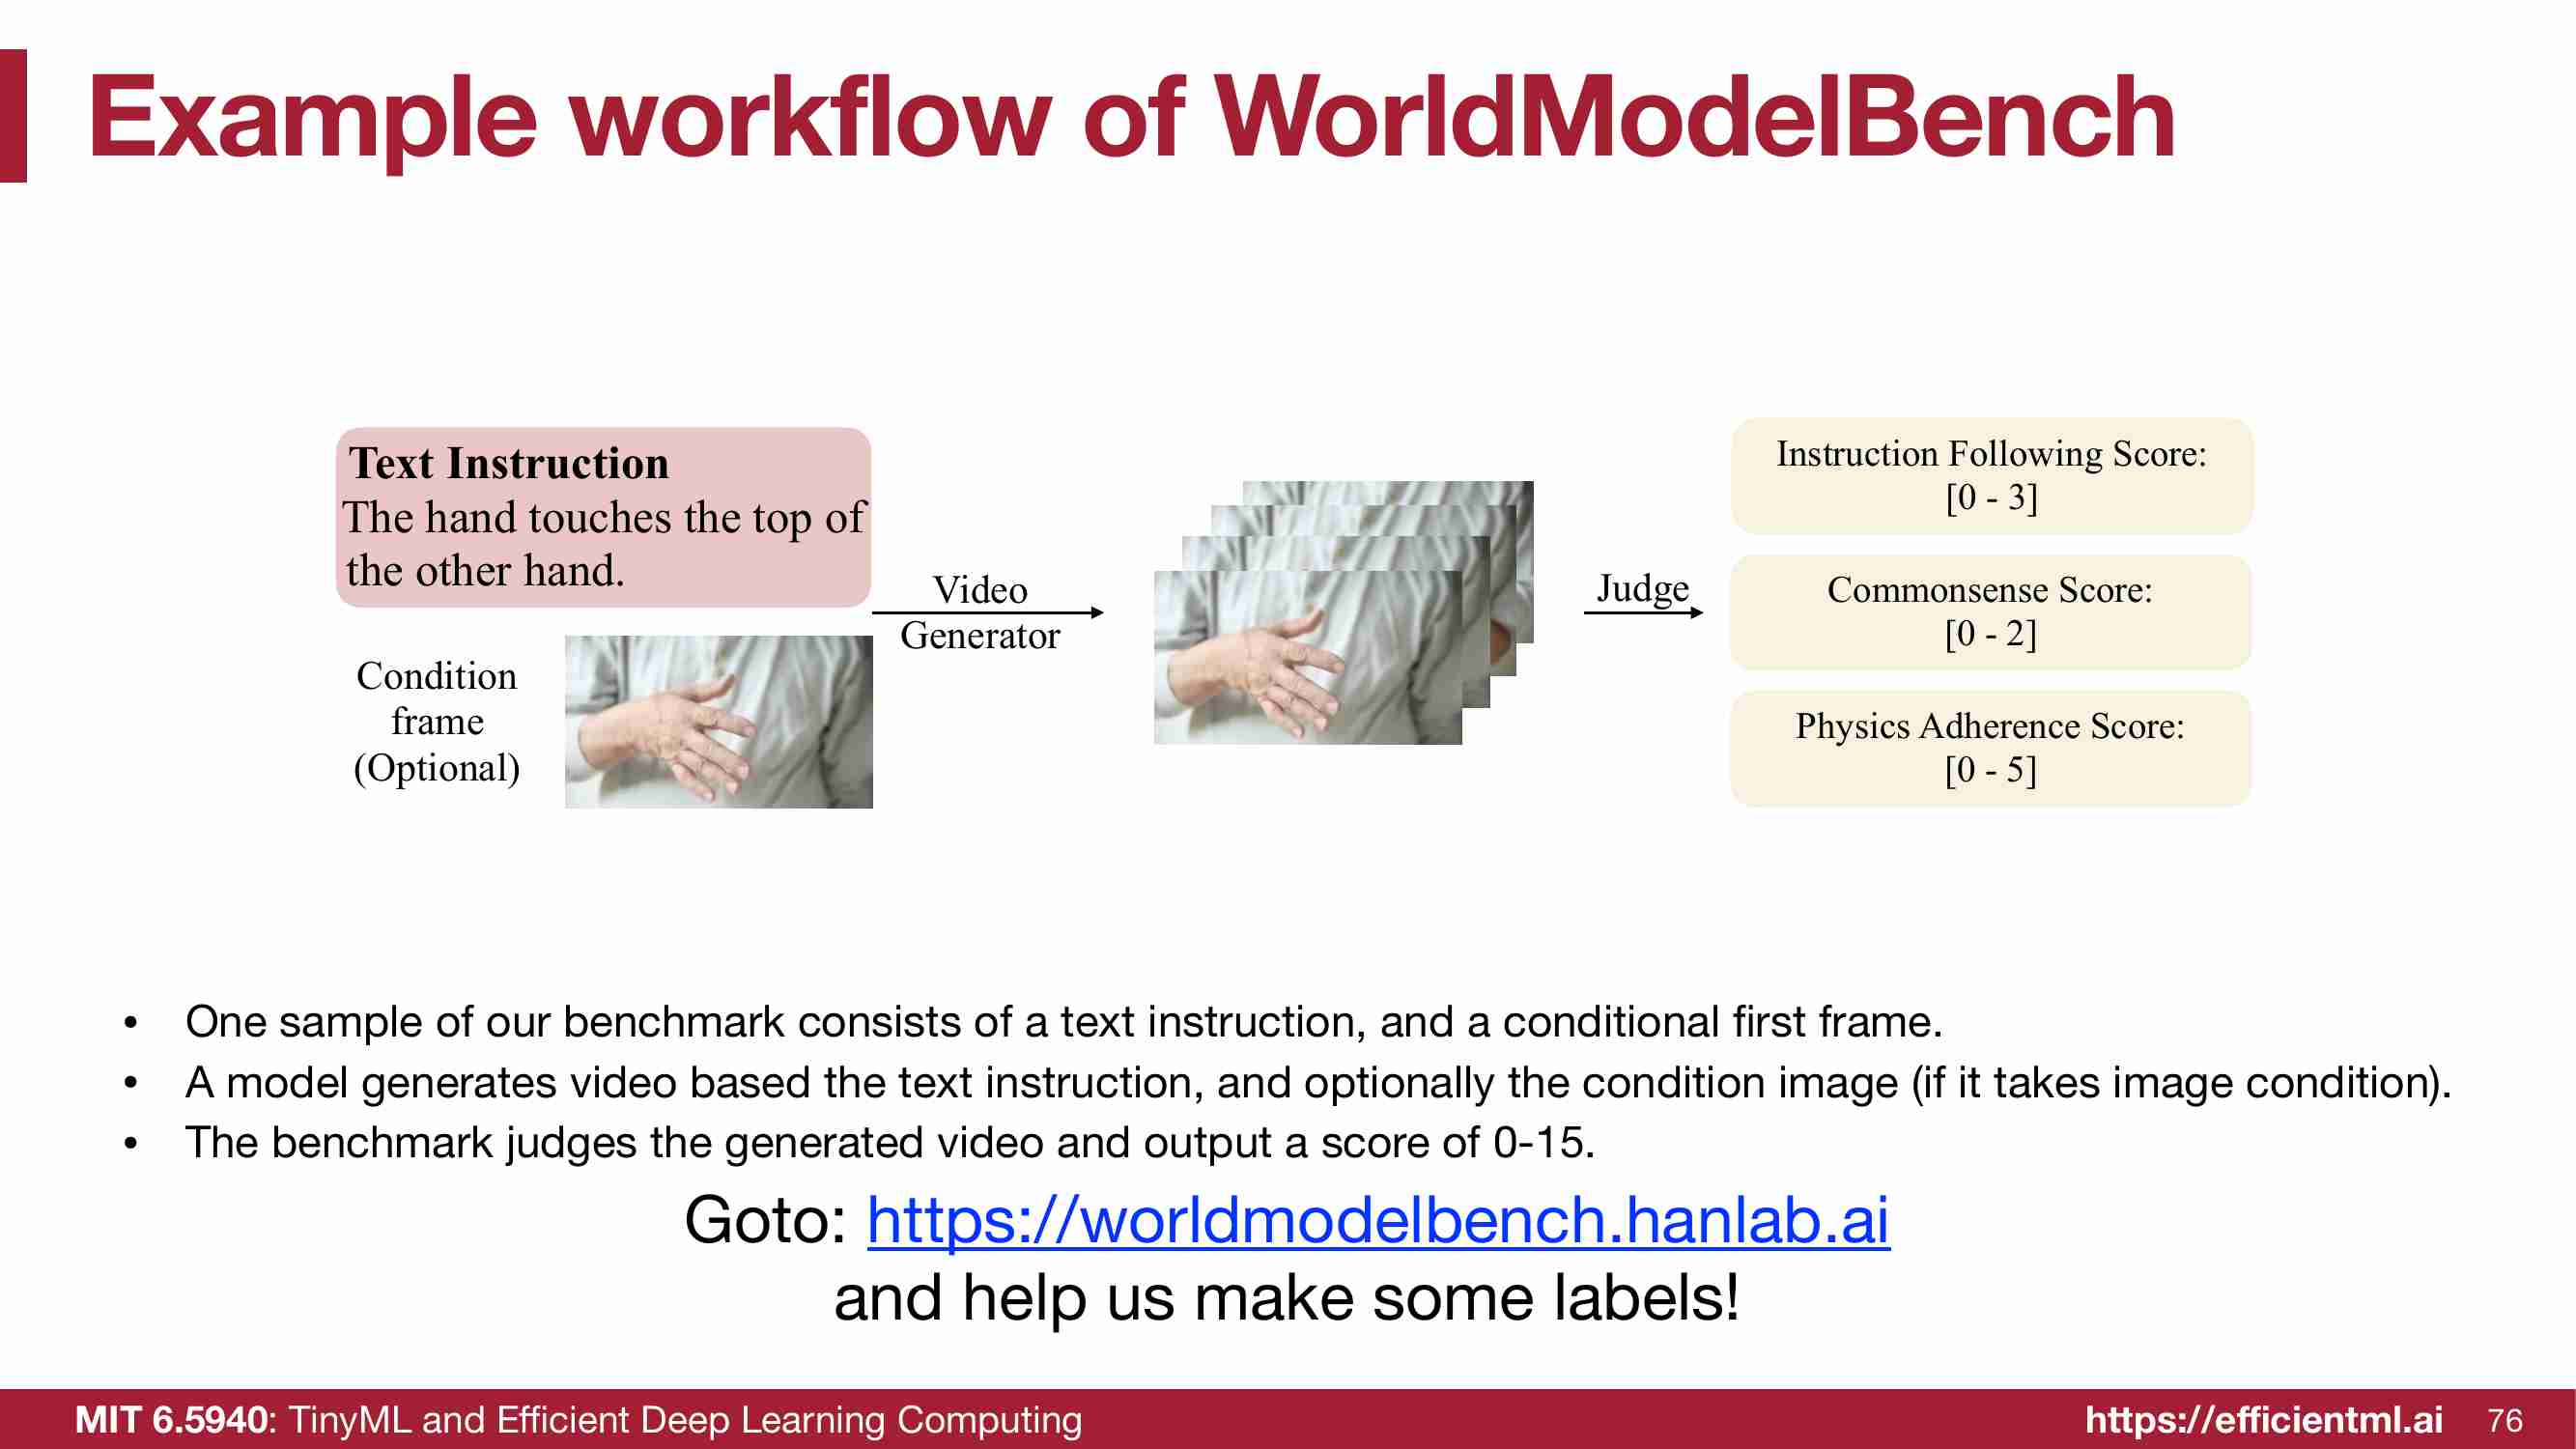 Example workflow of WorldModelBench
Text Instruction
The hand touches the top of
the other hand.
Condition
frame
(Optional)
Video
Generator
Judge
Instruction Following Score:
[0 - 3]
Commonsense Score:
[0 - 2]
Physics Adherence Score:
[0 - 5]
• One sample of our benchmark consists of a text instruction, and a conditional first frame.
• A model generates video based the text instruction, and optionally the condition image (if it takes image condition).
• The benchmark judges the generated video and output a score of 0-15.
Goto: https://worldmodelbench.hanlab.ai
and help us make some labels!
MIT 6.5940: TinyML and Efficient Deep Learning Computing
https://efficientml.ai 76